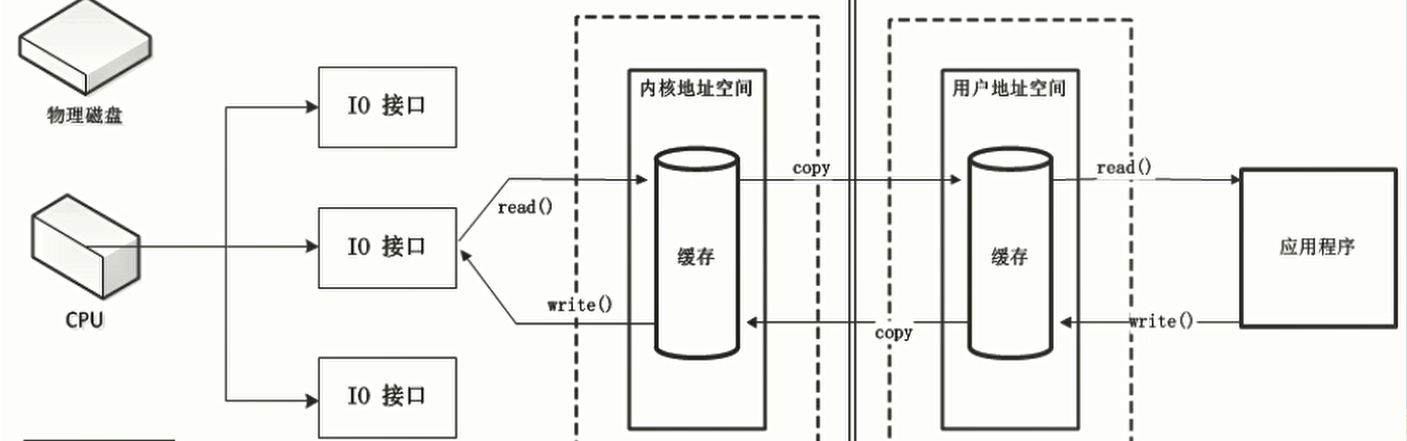 物理磁盘
CPU
IO 接口
IO 接口
IO 接口
read()
write()
内核地址空间
缓存
copy
copy
用户地址空间
缓存
read()
write()
应用程序